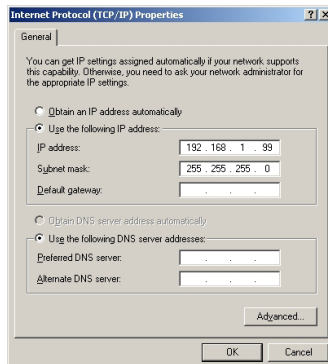 Internet Protocol (TCP/IP) Properties
General
You can get IP settings assigned automatically if your network supports
this capability. Otherwise, you need to ask your network administrator for
the appropriate IP settings.
Obtain an IP address automatically
Use the following IP address:
IP address: 192 . 168 . 1 . 99
Subnet mask: 255 . 255 . 255 . 0
Default gateway: . . .
Obtain DNS server address automatically
Use the following DNS server addresses:
Preferred DNS server: . . .
Alternate DNS server: . . .
Advanced...
OK Cancel